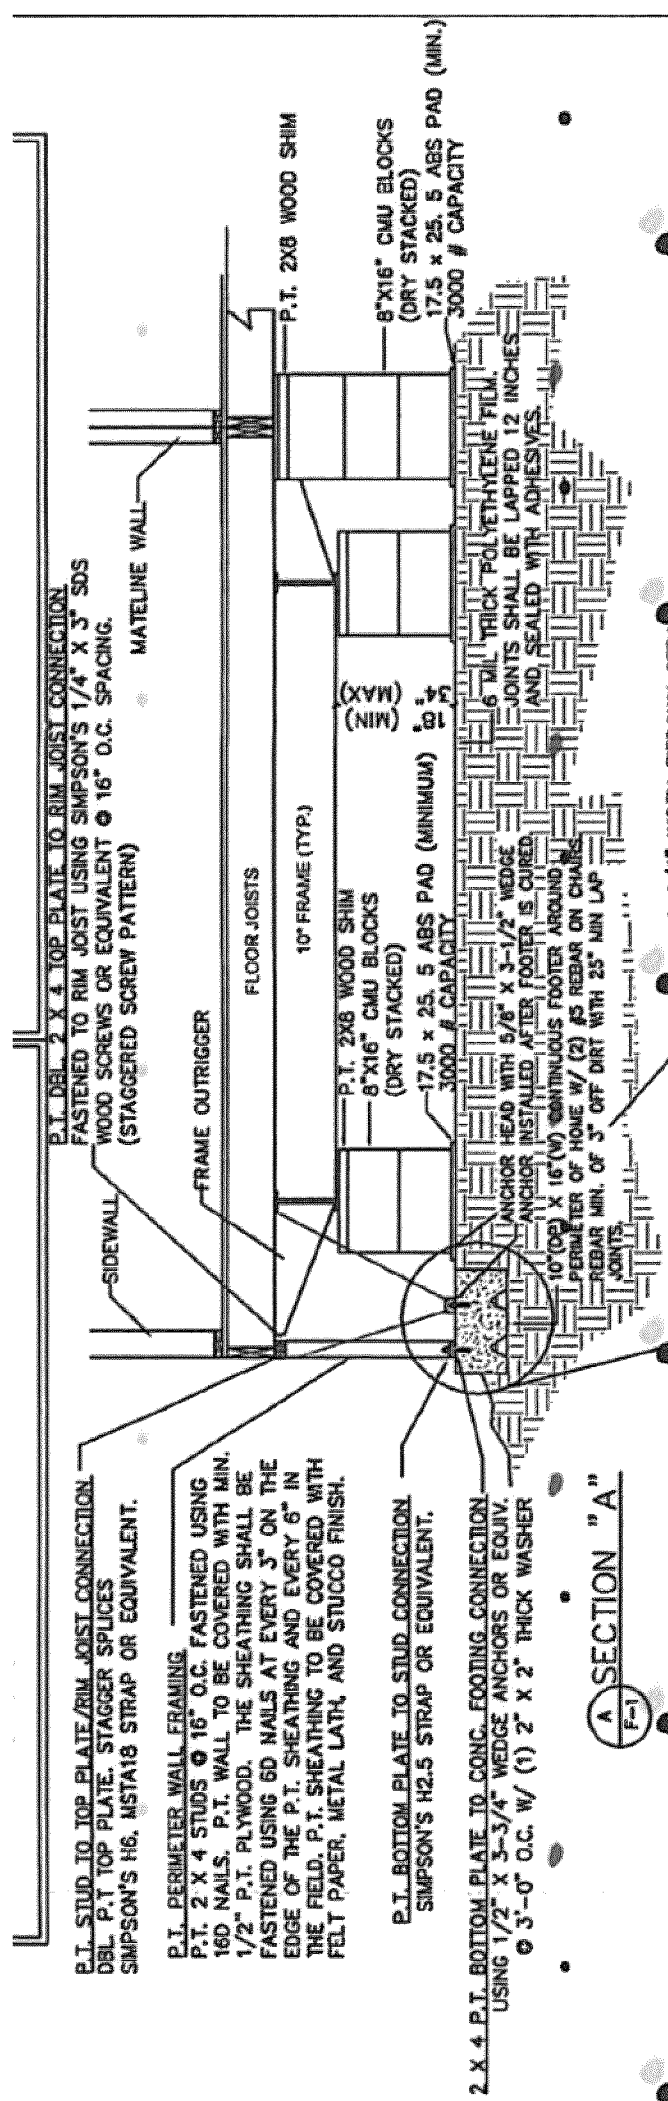 P.T. STUD TO TOP PLATE/RIM JOIST CONNECTION
DBL. P.T TOP PLATE. STAGGER SPLICES
SIMPSON'S H6, MSTA18 STRAP OR EQUIVALENT.
P.T. PERIMETER WALL FRAMING
P.T. 2 X 4 STUDS @ 16" O.C. FASTENED USING
16D NAILS. P.T. WALL TO BE COVERED WITH MIN.
1/2" P.T. PLYWOOD. THE SHEATHING SHALL BE
FASTENED USING 6D NAILS AT EVERY 3" ON THE
EDGE OF THE P.T. SHEATHING AND EVERY 6" IN
THE FIELD. P.T. SHEATHING TO BE COVERED WITH
FELT PAPER, METAL LATH, AND STUCCO FINISH.
P.T. BOTTOM PLATE TO STUD CONNECTION
SIMPSON'S H2.5 STRAP OR EQUIVALENT.
2 X 4 P.T. BOTTOM PLATE TO CONC. FOOTING CONNECTION
USING 1/2" X 3-3/4" WEDGE ANCHORS OR EQUIV.
@ 3'-0" O.C. W/ (1) 2" X 2" THICK WASHER
A
F-1
SECTION "A"
P.T. DBL. 2 X 4 TOP PLATE TO RIM JOIST CONNECTION
FASTENED TO RIM JOIST USING SIMPSON'S 1/4" X 3" SDS
WOOD SCREWS OR EQUIVALENT @ 16" O.C. SPACING.
(STAGGERED SCREW PATTERN)
SIDEWALL
MATELINE WALL
FRAME OUTRIGGER
FLOOR JOISTS
10" FRAME (TYP.)
P.T. 2X8 WOOD SHIM
8"X16" CMU BLOCKS
(DRY STACKED)
17.5 x 25. 5 ABS PAD (MINIMUM)
3000 # CAPACITY
18" (MIN)
34" (MAX)
P.T. 2X8 WOOD SHIM
8"X16" CMU BLOCKS
(DRY STACKED)
17.5 x 25. 5 ABS PAD (MIN.)
3000 # CAPACITY
ANCHOR HEAD WITH 5/8" X 3-1/2" WEDGE
ANCHOR INSTALLED AFTER FOOTER IS CURED
10"(DP) X 16"(W) CONTINUOUS FOOTER AROUND
PERIMETER OF HOME W/ (2) #5 REBAR ON CHAIRS.
REBAR MIN. OF 3" OFF DIRT WITH 25" MIN LAP
JOINTS.
6 MIL THICK POLYETHYLENE FILM.
JOINTS SHALL BE LAPPED 12 INCHES
AND SEALED WITH ADHESIVES.